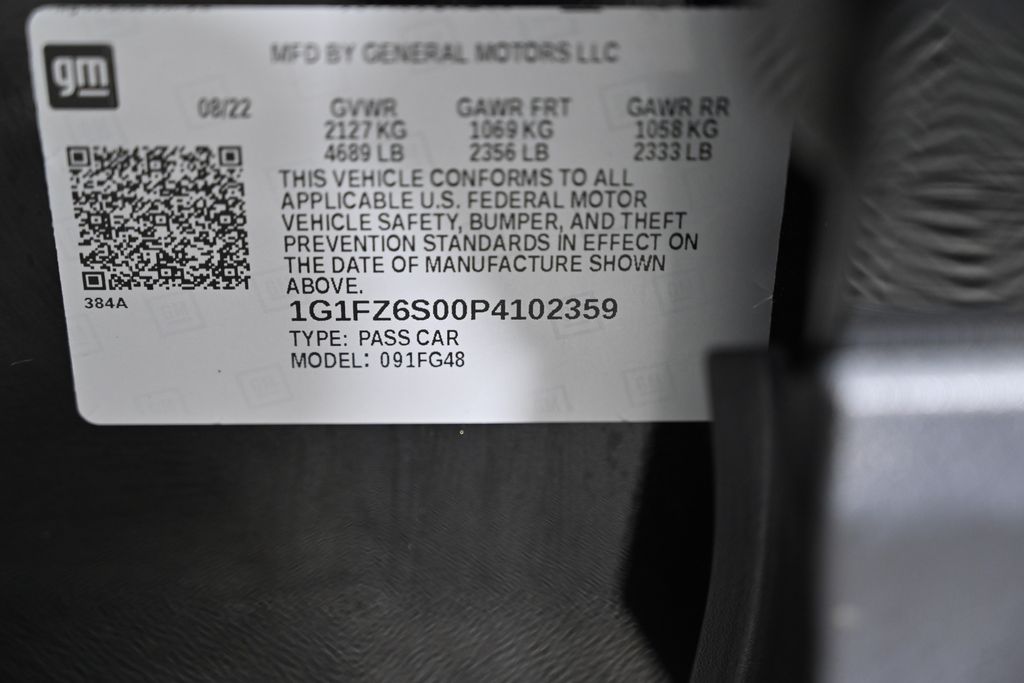 gm
MFD BY GENERAL MOTORS LLC
08/22 GVWR GAWR FRT GAWR RR
2127 KG 1069 KG 1058 KG
4689 LB 2356 LB 2333 LB
THIS VEHICLE CONFORMS TO ALL
APPLICABLE U.S. FEDERAL MOTOR
VEHICLE SAFETY, BUMPER, AND THEFT
PREVENTION STANDARDS IN EFFECT ON
THE DATE OF MANUFACTURE SHOWN
ABOVE.
384A
1G1FZ6S00P4102359
TYPE: PASS CAR
MODEL: 091FG48